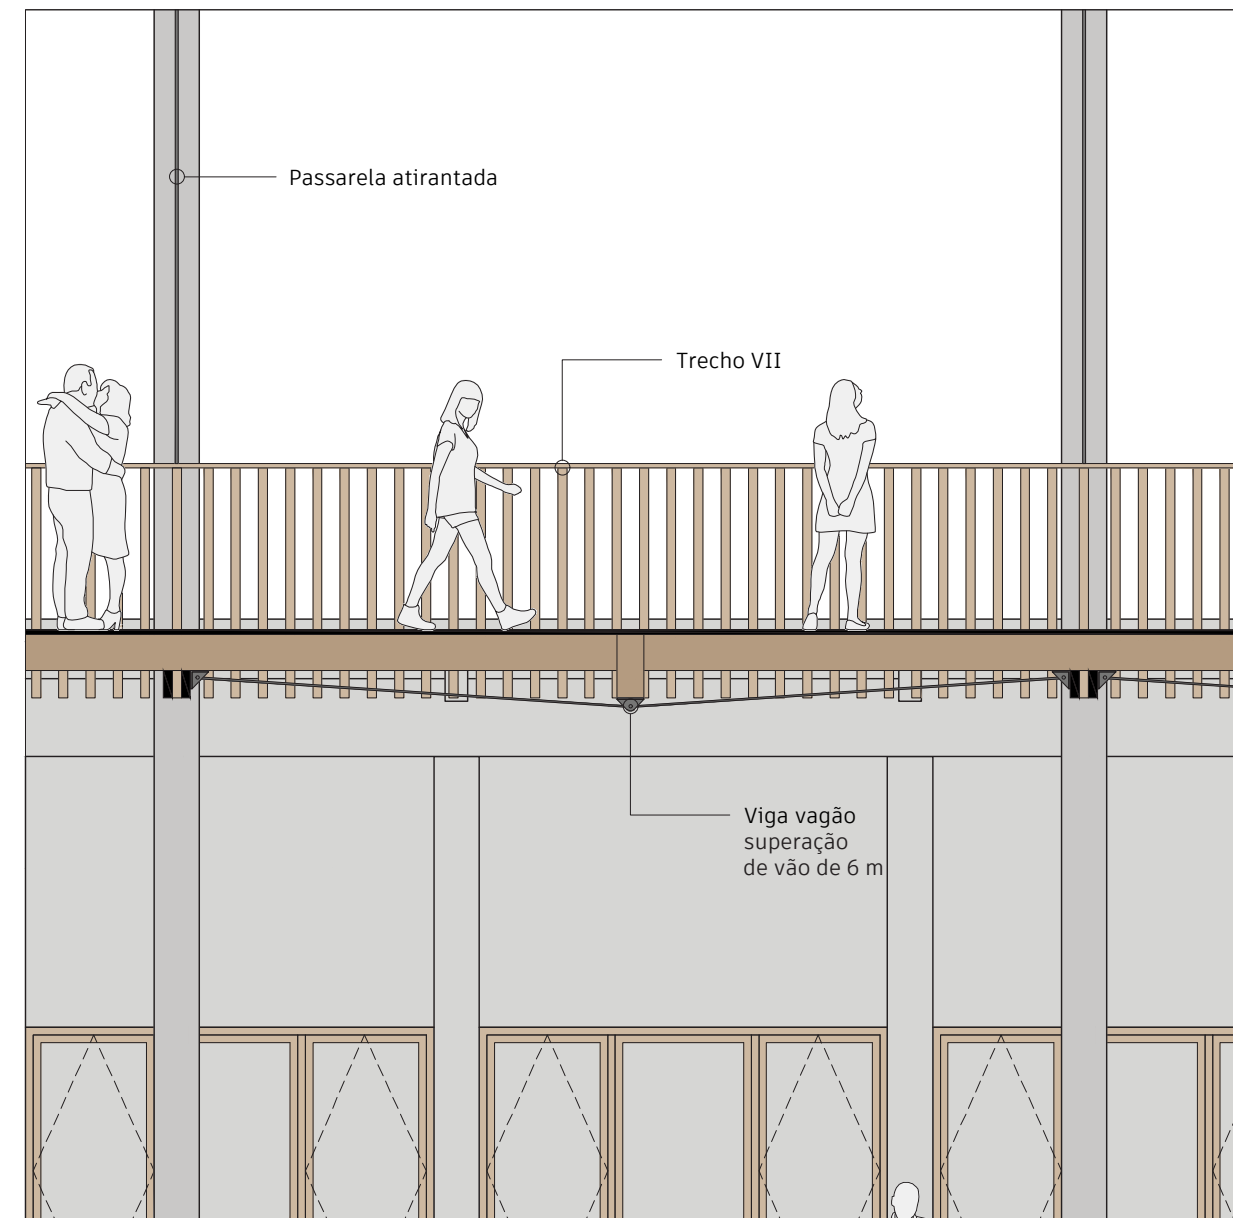 Passarela atirantada
Trecho VII
Viga vagão
superação
de vão de 6 m